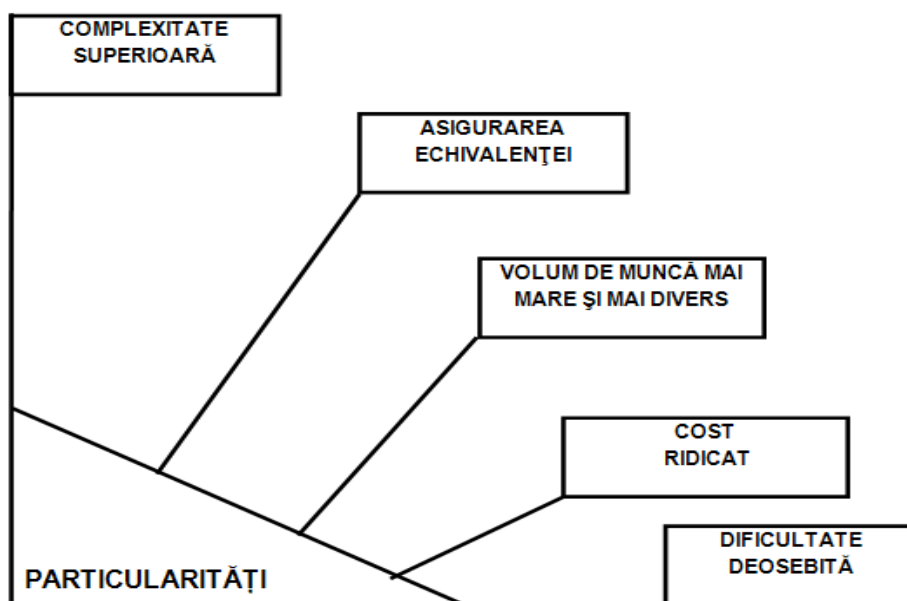 COMPLEXITATE
SUPERIOARĂ
ASIGURAREA
ECHIVALENŢEI
VOLUM DE MUNCĂ MAI
MARE ŞI MAI DIVERS
COST
RIDICAT
DIFICULTATE
DEOSEBITĂ
PARTICULARITĂȚI